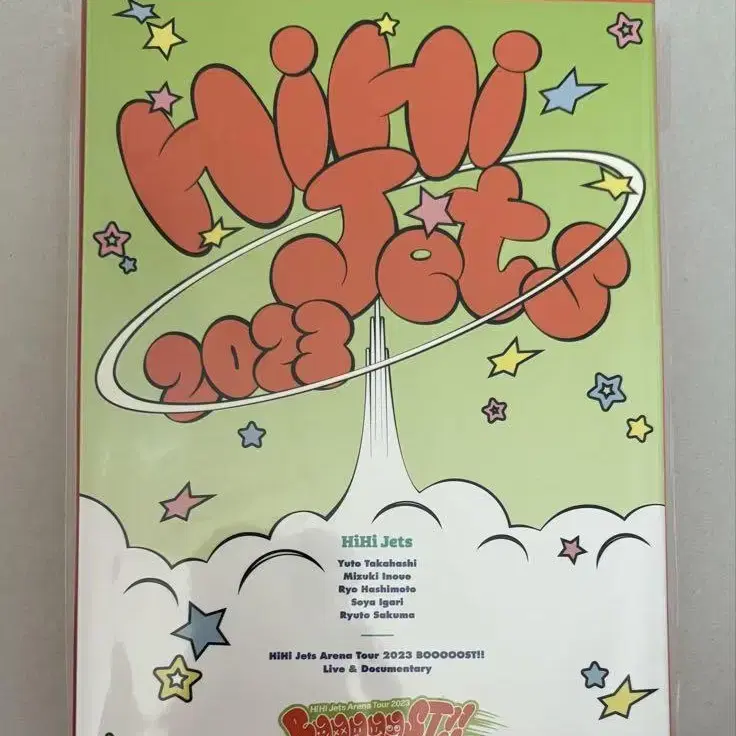 HiHi
Jets
2023
HiHi Jets
Yuto Takahashi
Mizuki Inoue
Ryo Hashimoto
Soya Igari
Ryuto Sakuma
HiHi Jets Arena Tour 2023 BOOOOOST!!
Live & Documentary
HiHi Jets Arena Tour 2023
BOOOOOST!!